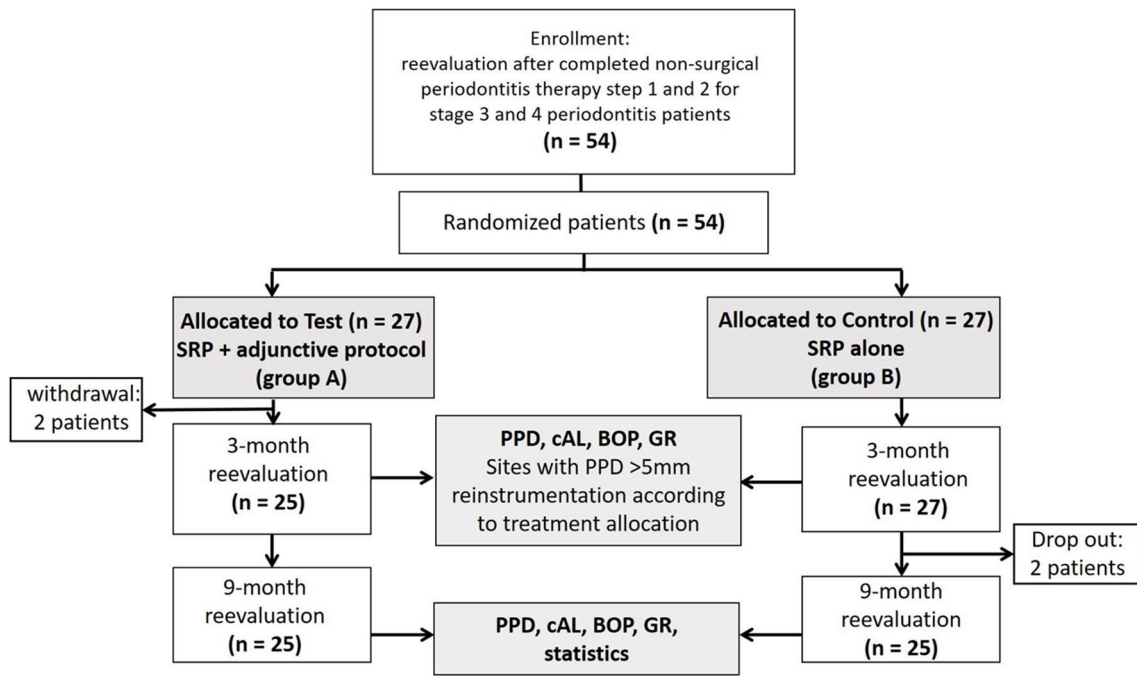 Enrollment:
reevaluation after completed non-surgical
periodontitis therapy step 1 and 2 for
stage 3 and 4 periodontitis patients
(n = 54)
Randomized patients (n = 54)
Allocated to Test (n = 27)
SRP + adjunctive protocol
(group A)
Allocated to Control (n = 27)
SRP alone
(group B)
withdrawal:
2 patients
3-month
reevaluation
(n = 25)
PPD, cAL, BOP, GR
Sites with PPD >5mm
reinstrumentation according
to treatment allocation
3-month
reevaluation
(n = 27)
Drop out:
2 patients
9-month
reevaluation
(n = 25)
PPD, cAL, BOP, GR,
statistics
9-month
reevaluation
(n = 25)